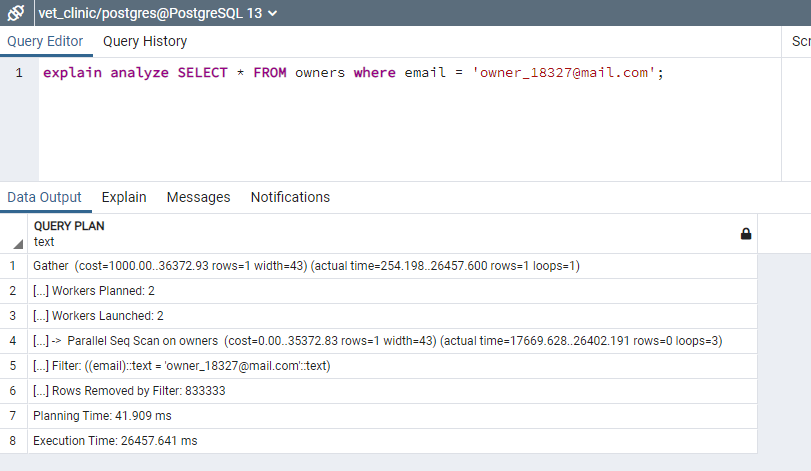 vet_clinic/postgres@PostgreSQL 13
Query Editor Query History Scr
1 explain analyze SELECT * FROM owners where email = 'owner_18327@mail.com';
Data Output Explain Messages Notifications
QUERY PLAN
text
1 Gather (cost=1000.00..36372.93 rows=1 width=43) (actual time=254.198..26457.600 rows=1 loops=1)
2 [...] Workers Planned: 2
3 [...] Workers Launched: 2
4 [...] -> Parallel Seq Scan on owners (cost=0.00..35372.83 rows=1 width=43) (actual time=17669.628..26402.191 rows=0 loops=3)
5 [...] Filter: ((email)::text = 'owner_18327@mail.com'::text)
6 [...] Rows Removed by Filter: 833333
7 Planning Time: 41.909 ms
8 Execution Time: 26457.641 ms